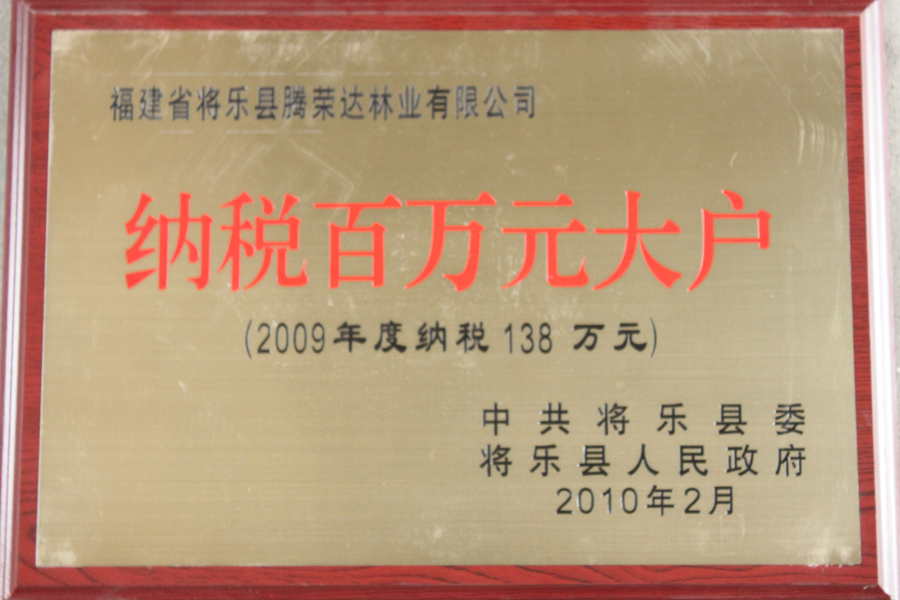 福建省将乐县腾荣达林业有限公司
纳税百万元大户
(2009年度纳税138万元)
中共将乐县委
将乐县人民政府
2010年2月